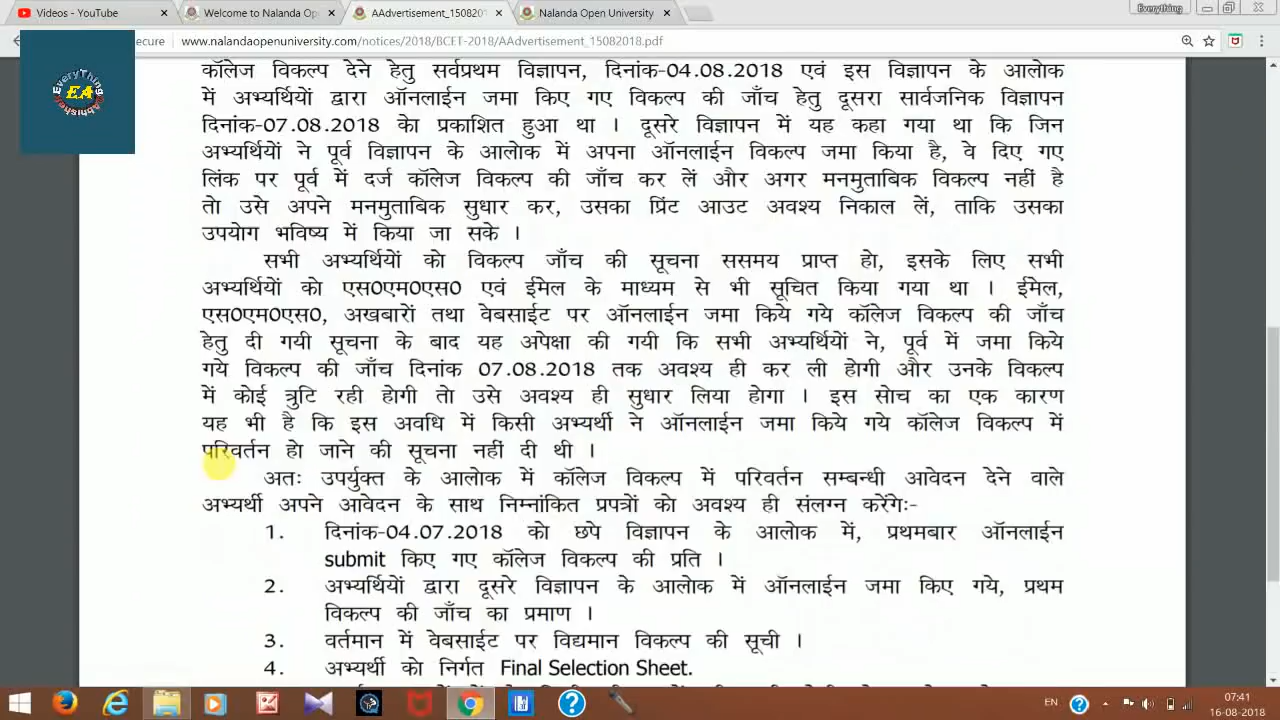 Videos - YouTube
Welcome to Nalanda Op
AAdvertisement_150820
Nalanda Open University
Everything
ecure
www.nalandaopenuniversity.com/notices/2018/BCET-2018/AAdvertisement_15082018.pdf
EveryThing
EA
कॉलेज विकल्प देने हेतु सर्वप्रथम विज्ञापन, दिनांक-04.08.2018 एवं इस विज्ञापन के आलोक
में अभ्यर्थियों द्वारा ऑनलाईन जमा किए गए विकल्प की जाँच हेतु दूसरा सार्वजनिक विज्ञापन
दिनांक-07.08.2018 को प्रकाशित हुआ था । दूसरे विज्ञापन में यह कहा गया था कि जिन
अभ्यर्थियों ने पूर्व विज्ञापन के आलोक में अपना ऑनलाईन विकल्प जमा किया है, वे दिए गए
लिंक पर पूर्व में दर्ज कॉलेज विकल्प की जाँच कर लें और अगर मनमुताबिक विकल्प नहीं है
तो उसे अपने मनमुताबिक सुधार कर, उसका प्रिंट आउट अवश्य निकाल लें, ताकि उसका
उपयोग भविष्य में किया जा सके ।
सभी अभ्यर्थियों को विकल्प जाँच की सूचना ससमय प्राप्त हो, इसके लिए सभी
अभ्यर्थियों को एस0एम0एस0 एवं ईमेल के माध्यम से भी सूचित किया गया था । ईमेल,
एस0एम0एस0, अखबारों तथा वेबसाईट पर ऑनलाईन जमा किये गये कॉलेज विकल्प की जाँच
हेतु दी गयी सूचना के बाद यह अपेक्षा की गयी कि सभी अभ्यर्थियों ने, पूर्व में जमा किये
गये विकल्प की जाँच दिनांक 07.08.2018 तक अवश्य ही कर ली होगी और उनके विकल्प
में कोई त्रुटि रही होगी तो उसे अवश्य ही सुधार लिया होगा । इस सोच का एक कारण
यह भी है कि इस अवधि में किसी अभ्यर्थी ने ऑनलाईन जमा किये गये कॉलेज विकल्प में
परिवर्तन हो जाने की सूचना नहीं दी थी ।
अतः उपर्युक्त के आलोक में कॉलेज विकल्प में परिवर्तन सम्बन्धी आवेदन देने वाले
अभ्यर्थी अपने आवेदन के साथ निम्नांकित प्रपत्रों को अवश्य ही संलग्न करेंगेः-
1. दिनांक-04.07.2018 को छपे विज्ञापन के आलोक में, प्रथमबार ऑनलाईन
submit किए गए कॉलेज विकल्प की प्रति ।
2. अभ्यर्थियों द्वारा दूसरे विज्ञापन के आलोक में ऑनलाईन जमा किए गये, प्रथम
विकल्प की जाँच का प्रमाण ।
3. वर्तमान में वेबसाईट पर विद्यमान विकल्प की सूची ।
4. अभ्यर्थी को निर्गत Final Selection Sheet.
EN
07:41
16-08-2018